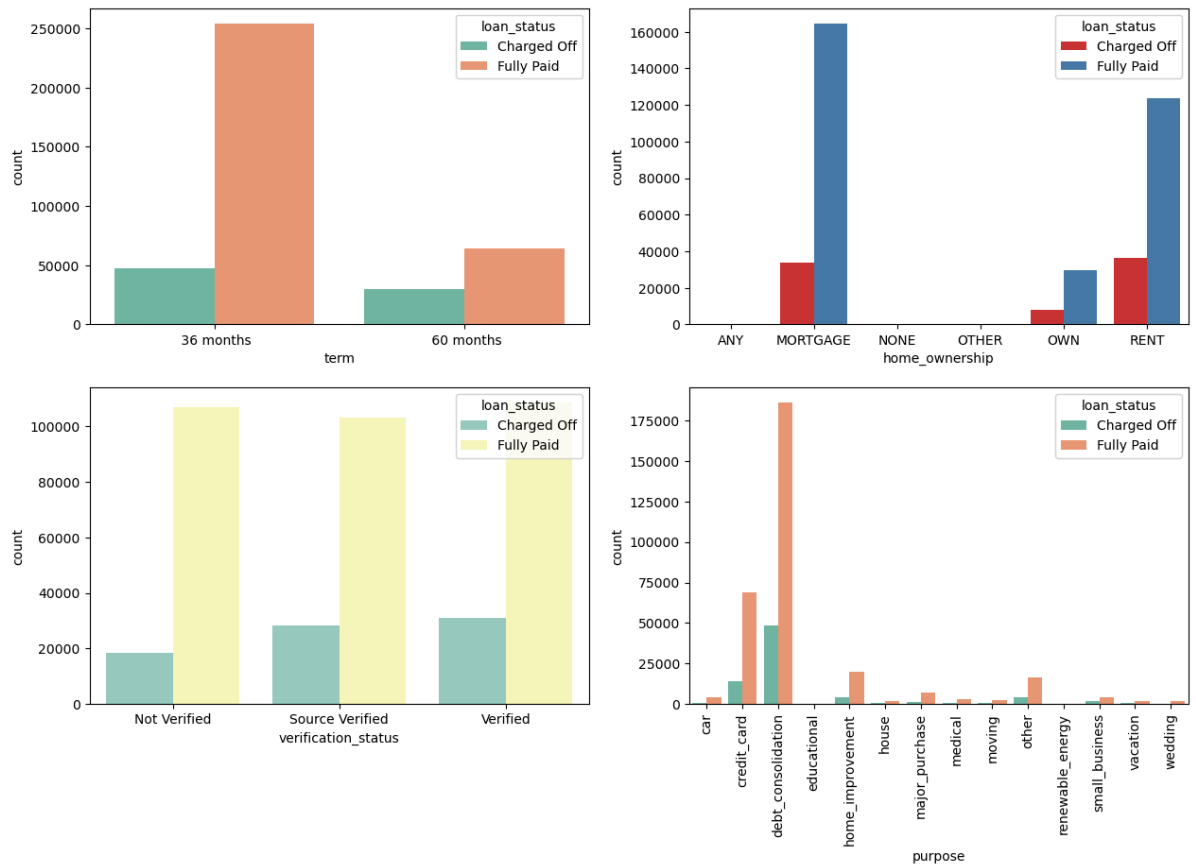 250000
200000
150000
100000
50000
0
count
36 months
60 months
term
loan_status
Charged Off
Fully Paid
160000
140000
120000
100000
80000
60000
40000
20000
0
count
ANY
MORTGAGE
NONE
OTHER
OWN
RENT
home_ownership
loan_status
Charged Off
Fully Paid
100000
80000
60000
40000
20000
0
count
Not Verified
Source Verified
Verified
verification_status
loan_status
Charged Off
Fully Paid
175000
150000
125000
100000
75000
50000
25000
0
count
car
credit_card
debt_consolidation
educational
home_improvement
house
major_purchase
medical
moving
other
renewable_energy
small_business
vacation
wedding
purpose
loan_status
Charged Off
Fully Paid